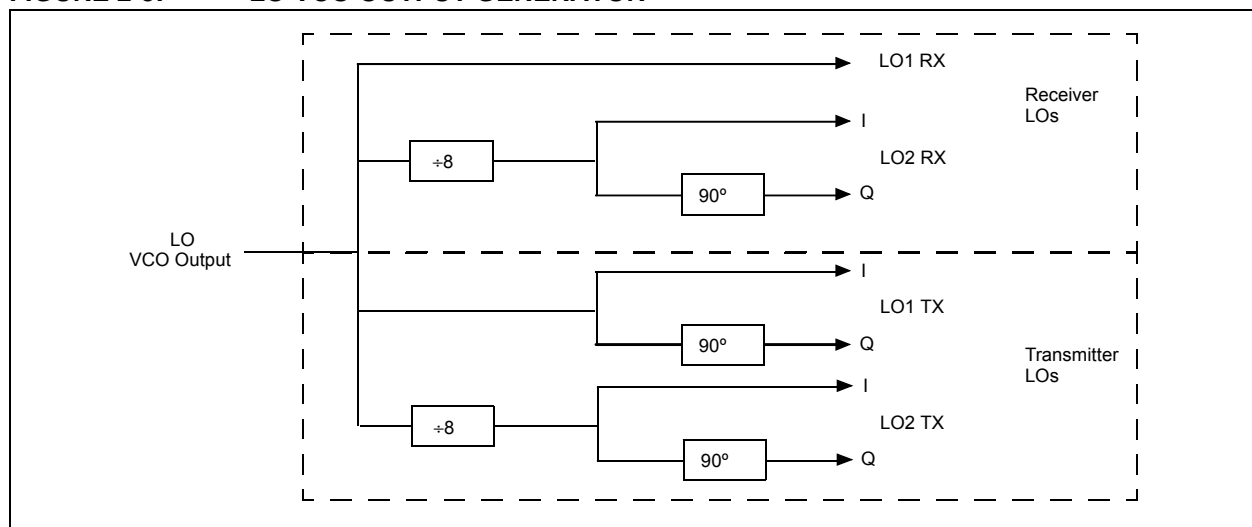 LO1 RX
Receiver
LOs
I
÷8
LO2 RX
90º
Q
LO
VCO Output
I
LO1 TX
90º
Q
Transmitter
LOs
I
÷8
LO2 TX
90º
Q